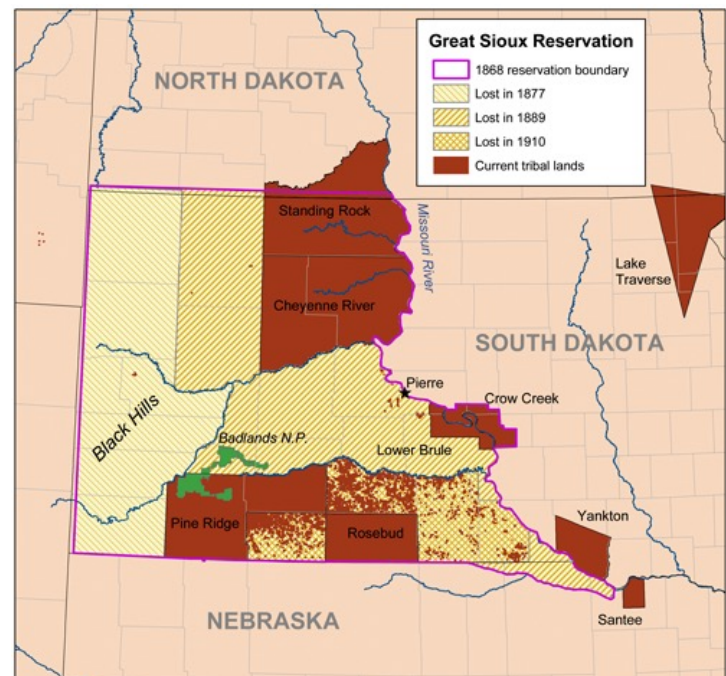 Great Sioux Reservation
1868 reservation boundary
Lost in 1877
Lost in 1889
Lost in 1910
Current tribal lands
NORTH DAKOTA
Standing Rock
Missouri River
Lake
Traverse
Cheyenne River
SOUTH DAKOTA
Pierre
Crow Creek
Black Hills
Badlands N.P.
Lower Brule
Pine Ridge
Rosebud
Yankton
NEBRASKA
Santee